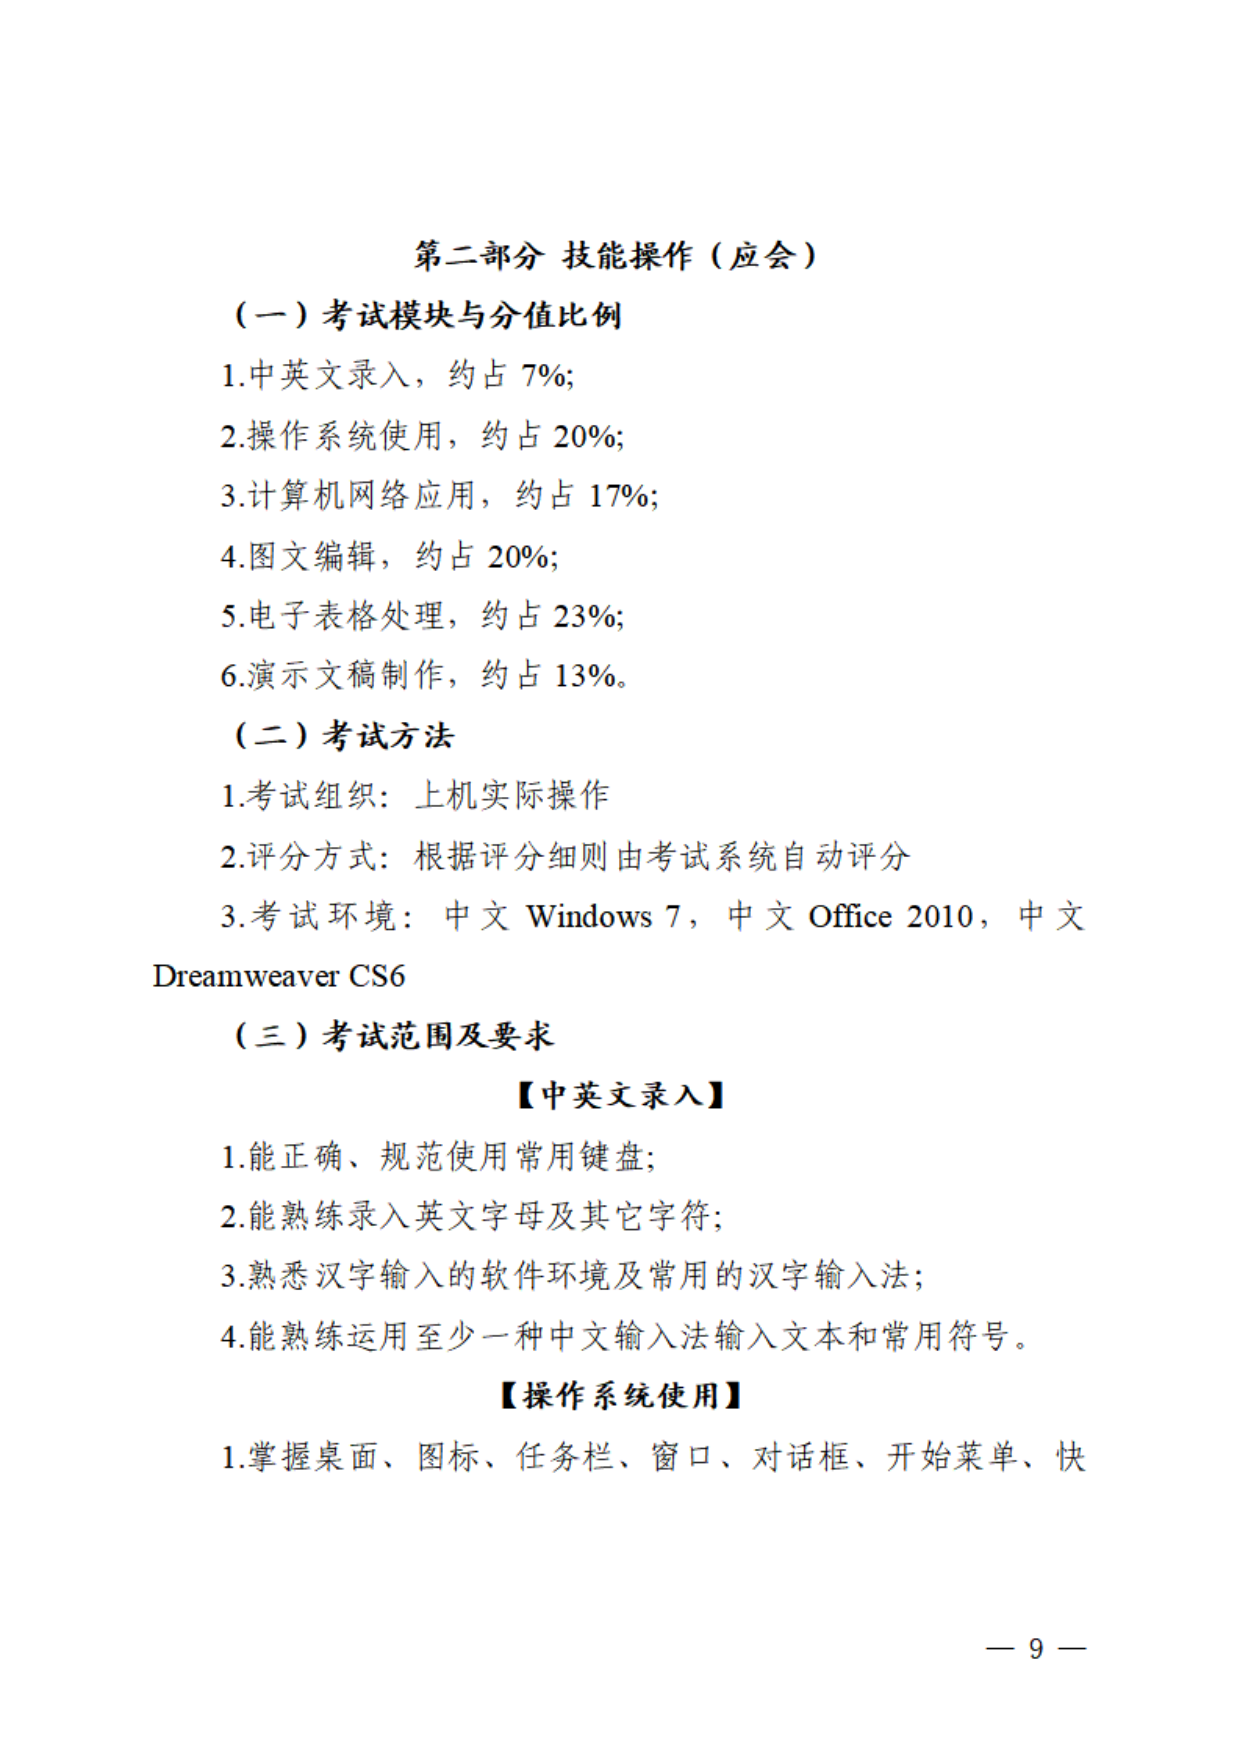 第二部分 技能操作（应会）
（一）考试模块与分值比例
1.中英文录入，约占 7%;
2.操作系统使用，约占 20%;
3.计算机网络应用，约占 17%;
4.图文编辑，约占 20%;
5.电子表格处理，约占 23%;
6.演示文稿制作，约占 13%。
（二）考试方法
1.考试组织：上机实际操作
2.评分方式：根据评分细则由考试系统自动评分
3.考试环境：中文 Windows 7，中文 Office 2010，中文
Dreamweaver CS6
（三）考试范围及要求
【中英文录入】
1.能正确、规范使用常用键盘;
2.能熟练录入英文字母及其它字符;
3.熟悉汉字输入的软件环境及常用的汉字输入法;
4.能熟练运用至少一种中文输入法输入文本和常用符号。
【操作系统使用】
1.掌握桌面、图标、任务栏、窗口、对话框、开始菜单、快
— 9 —